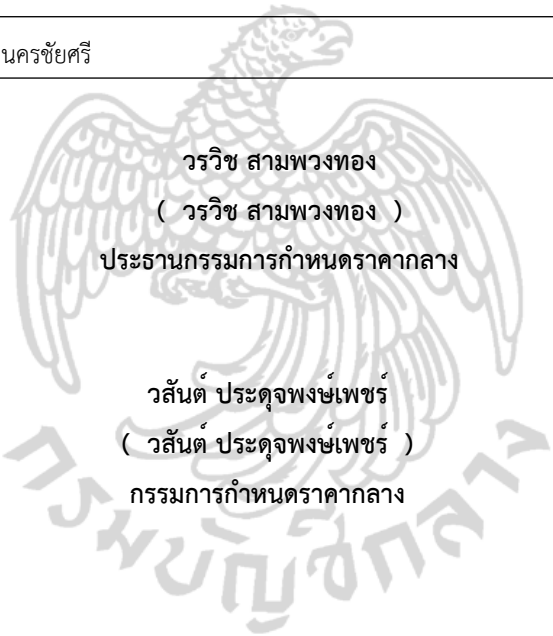 นครชัยศรี
วรวิช สามพวงทอง
( วรวิช สามพวงทอง )
ประธานกรรมการกำหนดราคากลาง
วสันต์ ประดุจพงษ์เพชร์
( วสันต์ ประดุจพงษ์เพชร์ )
กรรมการกำหนดราคากลาง
กรมบัญชีกลาง